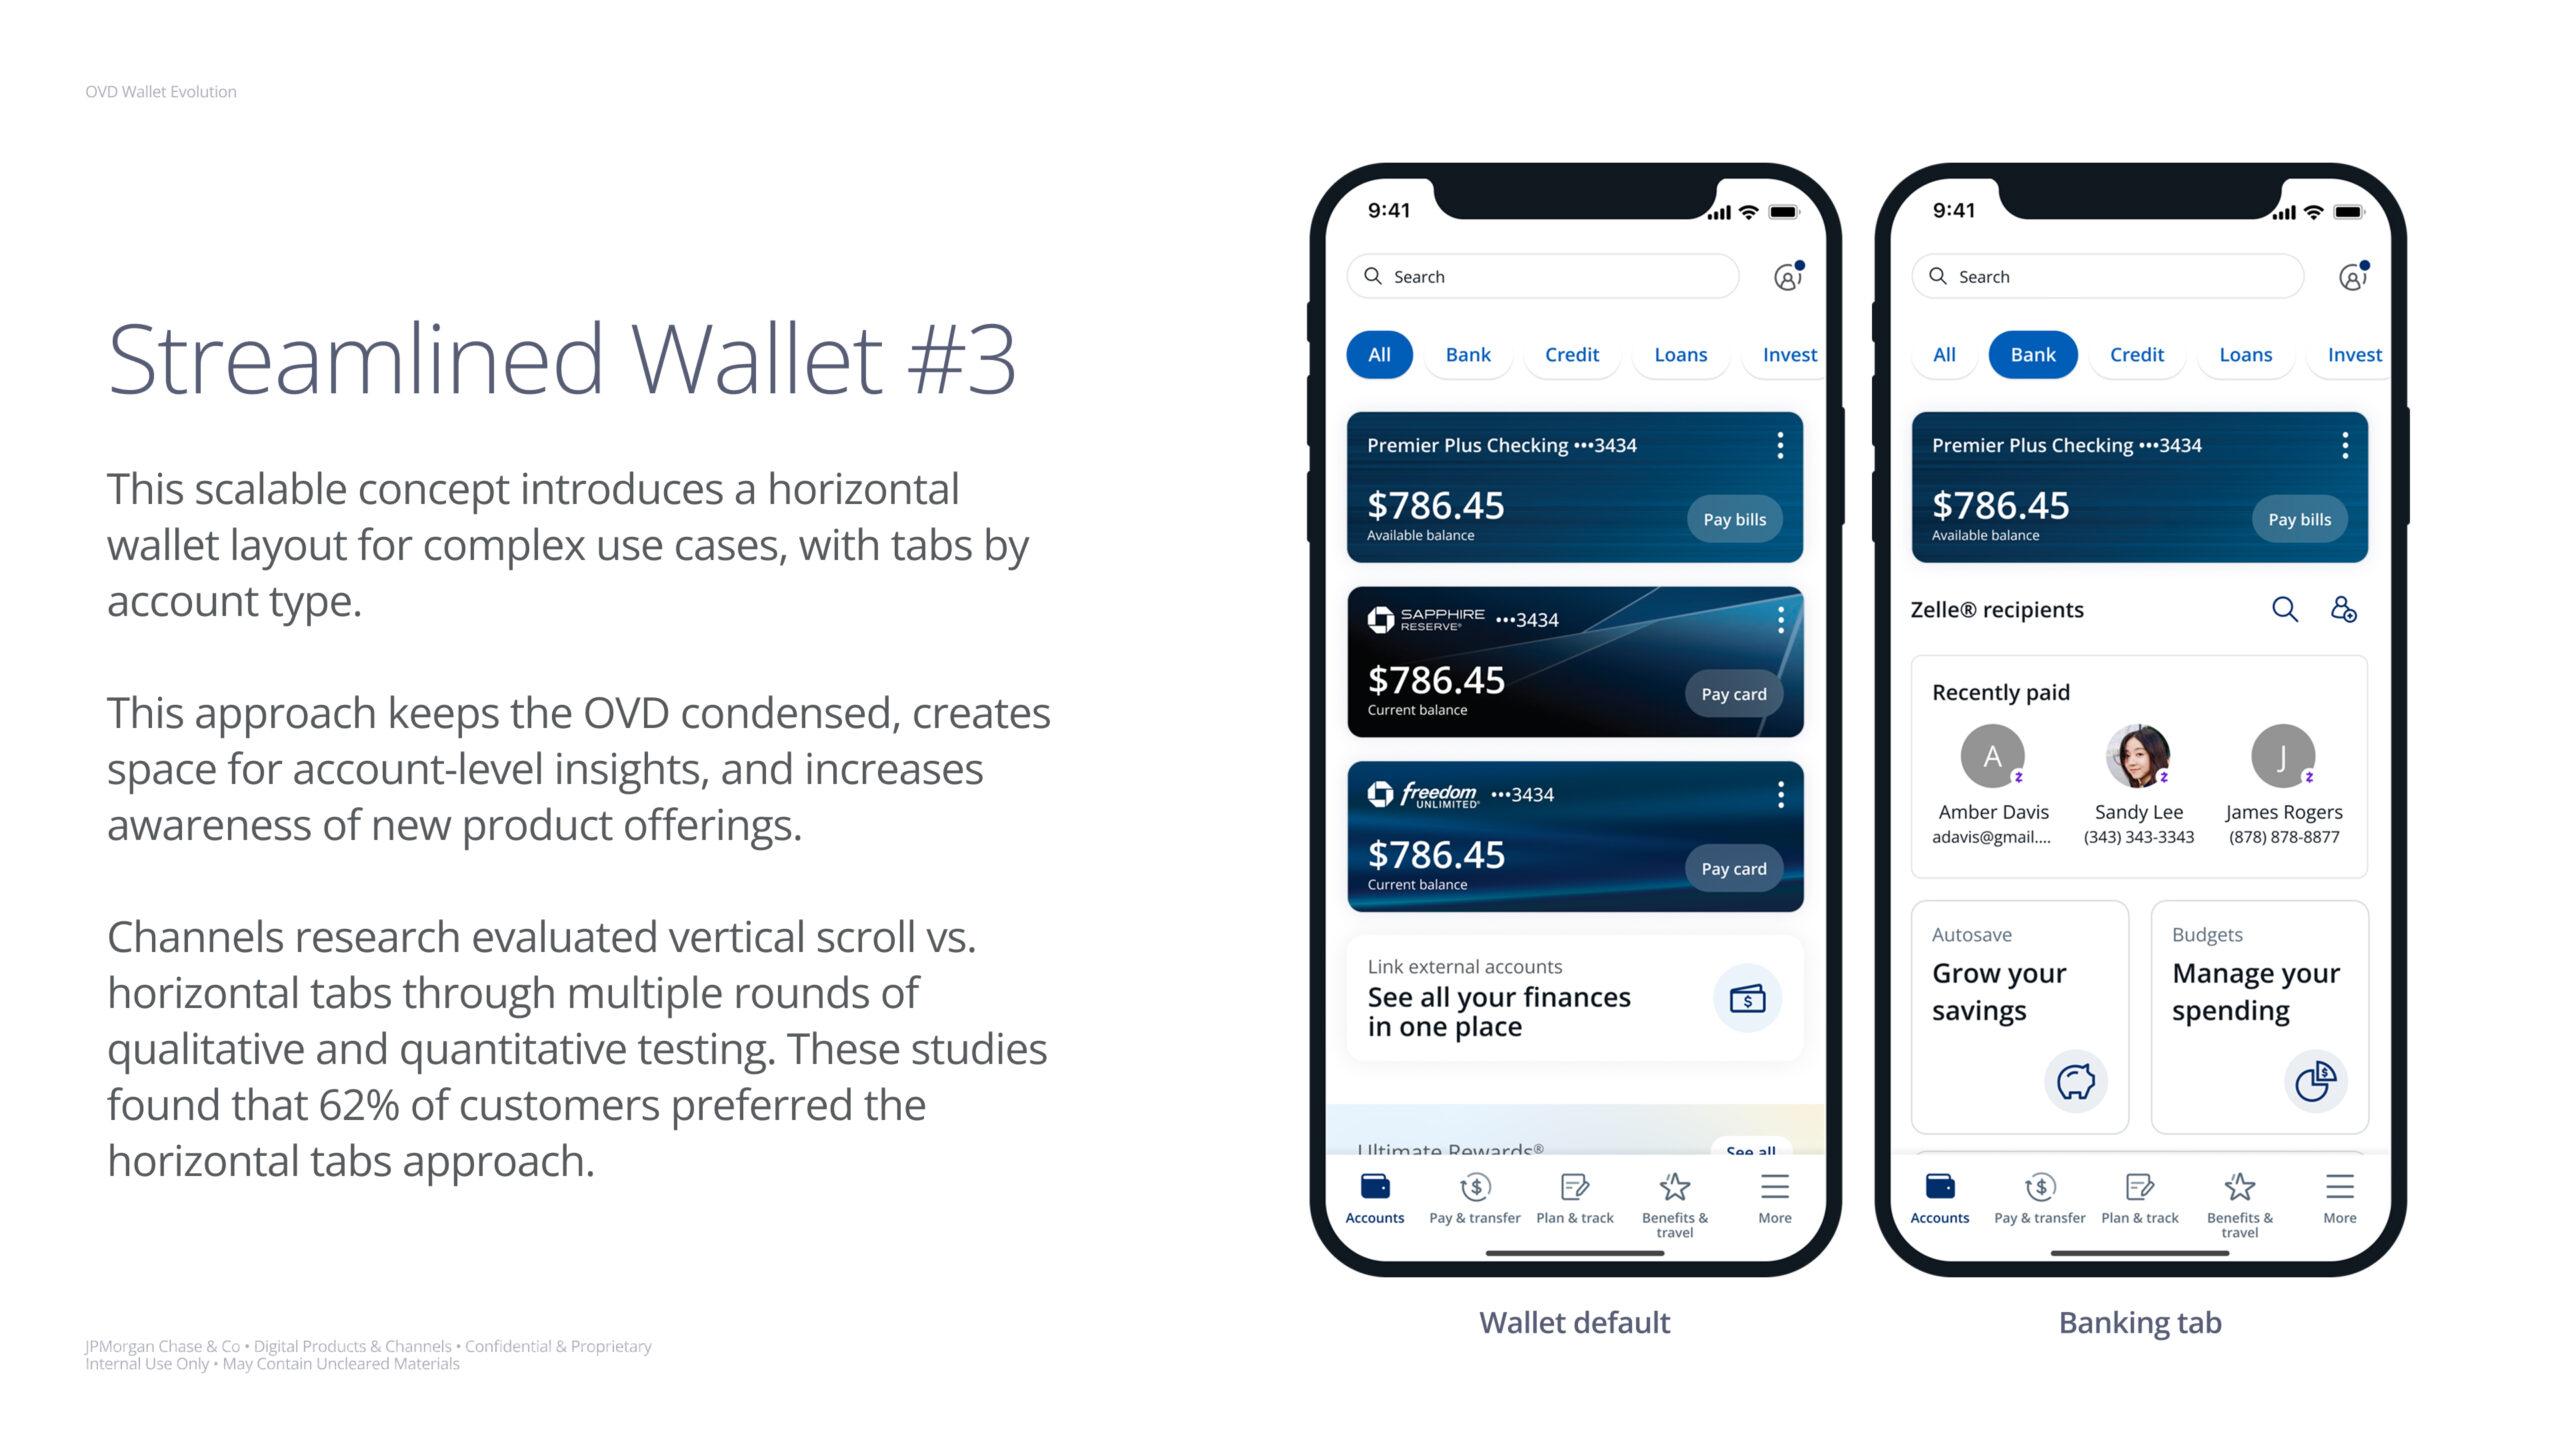 OVD Wallet Evolution
Streamlined Wallet #3
This scalable concept introduces a horizontal
wallet layout for complex use cases, with tabs by
account type.
This approach keeps the OVD condensed, creates
space for account-level insights, and increases
awareness of new product offerings.
Channels research evaluated vertical scroll vs.
horizontal tabs through multiple rounds of
qualitative and quantitative testing. These studies
found that 62% of customers preferred the
horizontal tabs approach.
JPMorgan Chase & Co • Digital Products & Channels • Confidential & Proprietary
Internal Use Only • May Contain Uncleared Materials
9:41
Search
All Bank Credit Loans Invest
Premier Plus Checking •••3434
$786.45
Available balance
Pay bills
SAPPHIRE
RESERVE® •••3434
$786.45
Current balance
Pay card
freedom
UNLIMITED® •••3434
$786.45
Current balance
Pay card
Link external accounts
See all your finances
in one place
Ultimate Rewards® See all
Accounts Pay & transfer Plan & track Benefits & travel More
Wallet default
9:41
Search
All Bank Credit Loans Invest
Premier Plus Checking •••3434
$786.45
Available balance
Pay bills
Zelle® recipients
Recently paid
A J
Amber Davis Sandy Lee James Rogers
adavis@gmail.... (343) 343-3343 (878) 878-8877
Autosave
Grow your
savings
Budgets
Manage your
spending
Accounts Pay & transfer Plan & track Benefits & travel More
Banking tab